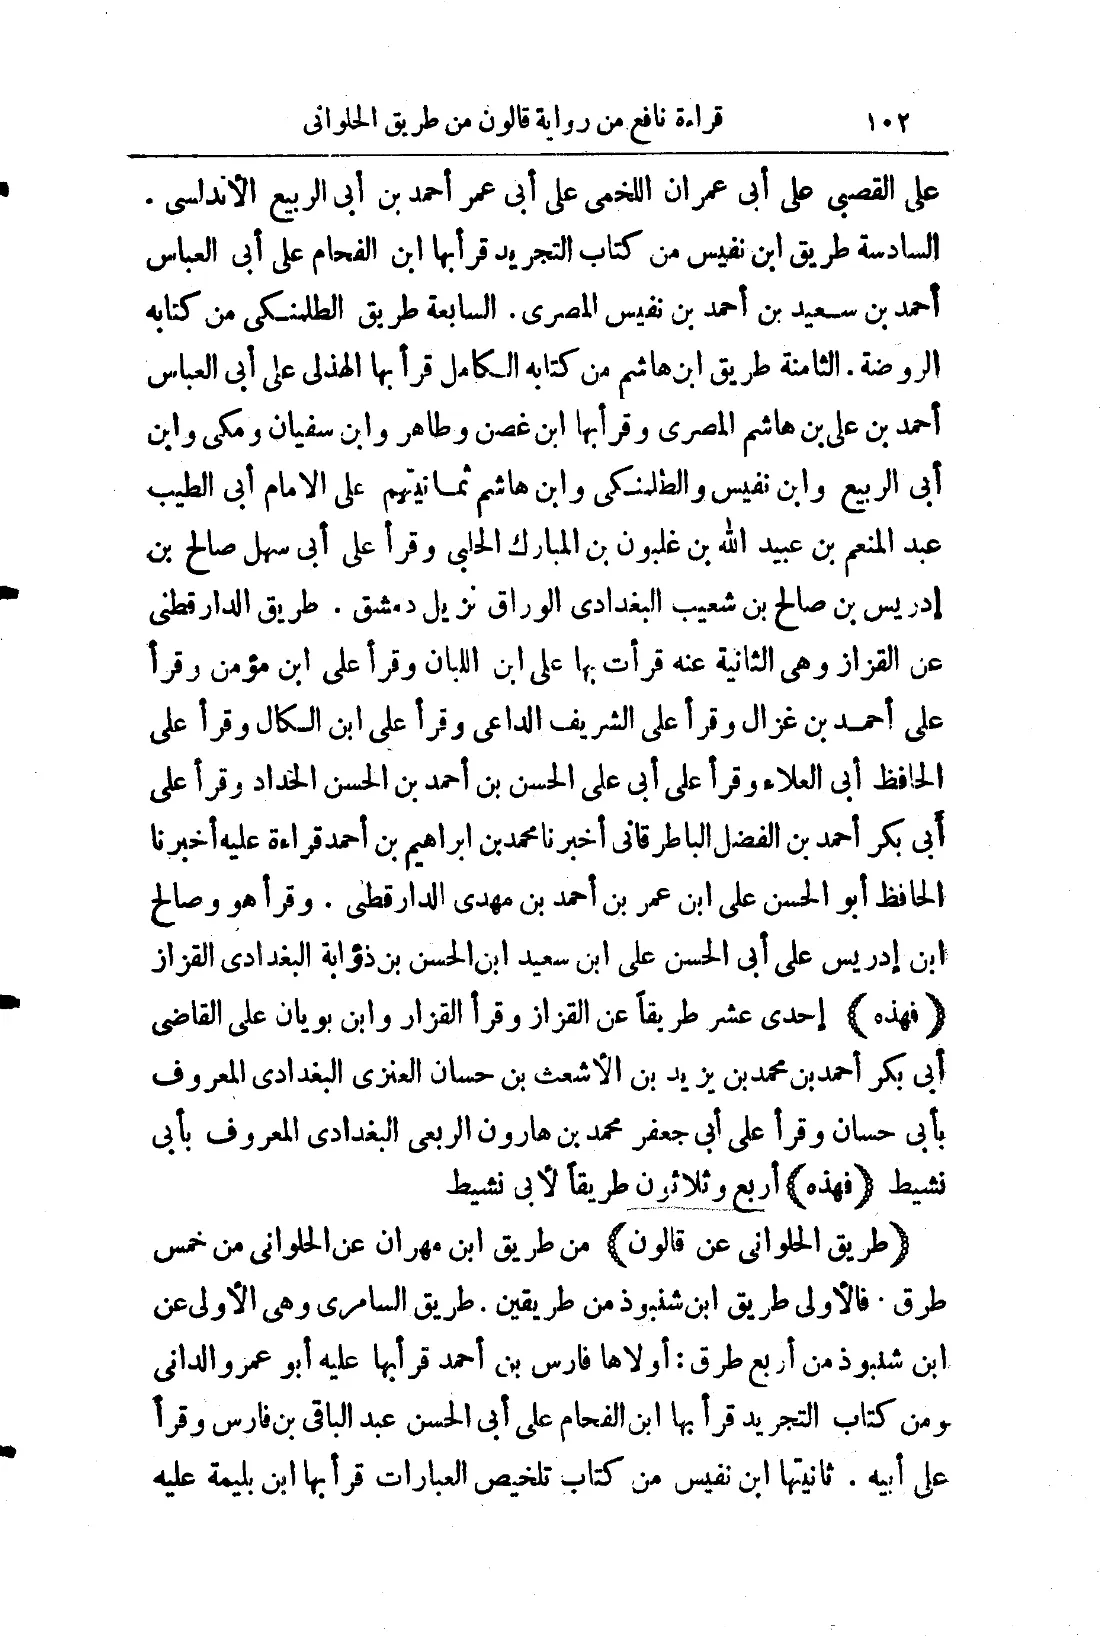 ١٠٢ قراءة نافع من رواية قالون من طريق الحلوانى
على القصبي على أبى عمران اللخمى على أبى عمر أحمد بن أبى الربيع الأندلسى .
السادسة طريق ابن نفيس من كتاب التجريد قرأبها ابن الفحام على أبى العباس
أحمد بن سعيد بن أحمد بن نفيس المصرى . السابعة طريق الطلمنكى من كتابه
الروضة . الثامنة طريق ابن هاشم من كتابه الكامل قرأ بها الهذلى على أبى العباس
أحمد بن على بن هاشم المصرى وقرأبها ابن غصن وطاهر وابن سفيان ومكى وابن
أبى الربيع وابن نفيس والطلمنكى وابن هاشم ثمانيتهم على الامام أبى الطيب
عبد المنعم بن عبيد الله بن غلبون بن المبارك الحلبي وقرأ على أبى سهل صالح بن
إدريس بن صالح بن شعيب البغدادى الوراق نزيل دمشق . طريق الدارقطنى
عن القزاز وهى الثانية عنه قرأت بها على ابن اللبان وقرأ على ابن مؤمن وقرأ
على أحمد بن غزال وقرأ على الشريف الداعى وقرأ على ابن الكال وقرأ على
الحافظ أبى العلاء وقرأ على أبى على الحسن بن أحمد بن الحسن الحداد وقرأ على
أبى بكر أحمد بن الفضل الباطرقانى أخبرنا محمد بن ابراهيم بن أحمد قراءة عليه أخبرنا
الحافظ أبو الحسن على ابن عمر بن أحمد بن مهدى الدارقطنى . وقرأ هو وصالح
ابن إدريس على أبى الحسن على ابن سعيد ابن الحسن بن ذؤابة البغدادى القزاز
﴿ فهذه ﴾ إحدى عشر طريقاً عن القزاز وقرأ القزار وابن بويان على القاضى
أبى بكر أحمد بن محمد بن يزيد بن الأشعث بن حسان العنزى البغدادى المعروف
بأبى حسان وقرأ على أبي جعفر محمد بن هارون الربعى البغدادى المعروف بأبى
نشيط ﴿ فهذه ﴾ أربع وثلاثون طريقاً لأبى نشيط
﴿ طريق الحلوانى عن قالون ﴾ من طريق ابن مهران عن الحلوانى من خمس
طرق . فالأولى طريق ابن شنبوذ من طريقين . طريق السامرى وهى الأولى عن
ابن شنبوذ من أربع طرق : أولاها فارس بن أحمد قرأبها عليه أبو عمرو الدانى
ومن كتاب التجريد قرأ بها ابن الفحام على أبى الحسن عبد الباقى بن فارس وقرأ
على أبيه . ثانيتها ابن نفيس من كتاب تلخيص العبارات قرأ بها ابن بليمة عليه